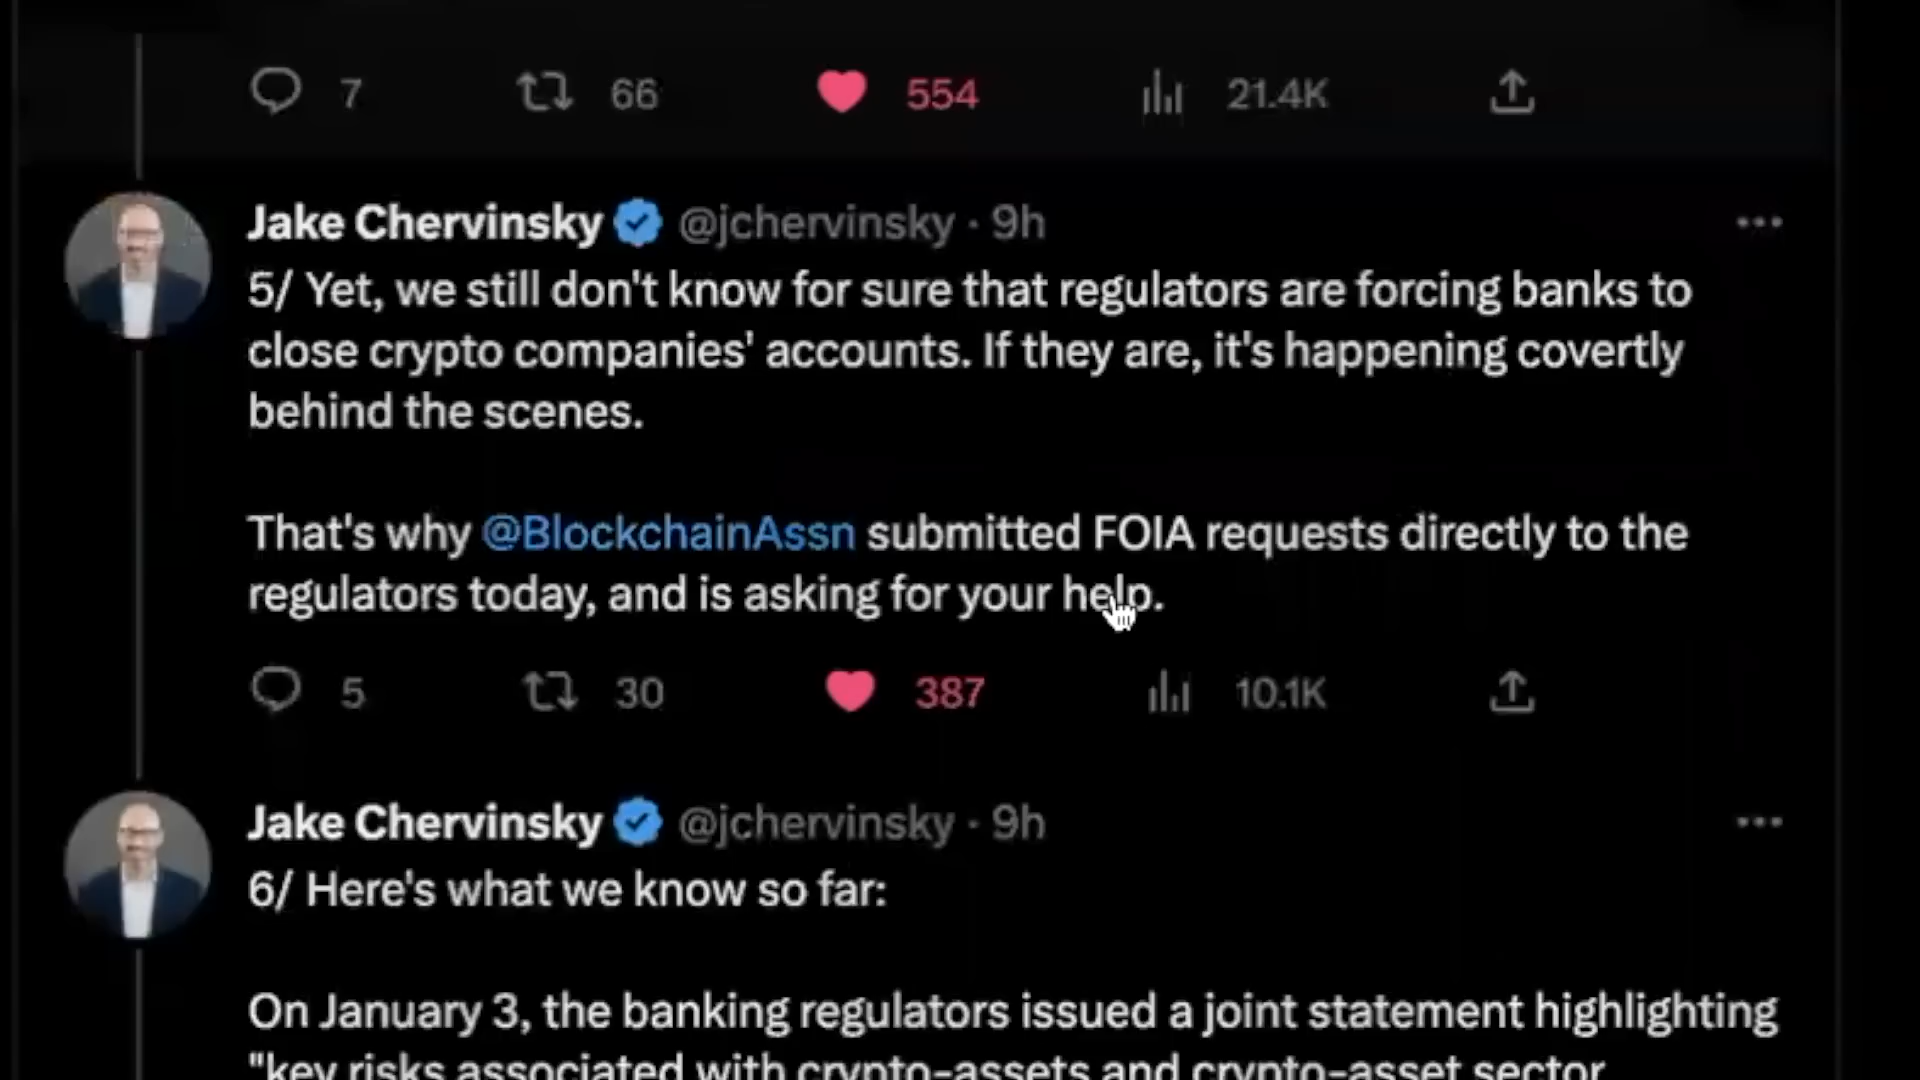 7 66 554 21.4K
Jake Chervinsky @jchervinsky · 9h
5/ Yet, we still don't know for sure that regulators are forcing banks to
close crypto companies' accounts. If they are, it's happening covertly
behind the scenes.
That's why @BlockchainAssn submitted FOIA requests directly to the
regulators today, and is asking for your help.
5 30 387 10.1K
Jake Chervinsky @jchervinsky · 9h
6/ Here's what we know so far:
On January 3, the banking regulators issued a joint statement highlighting
"key risks associated with crypto-assets and crypto-asset sector